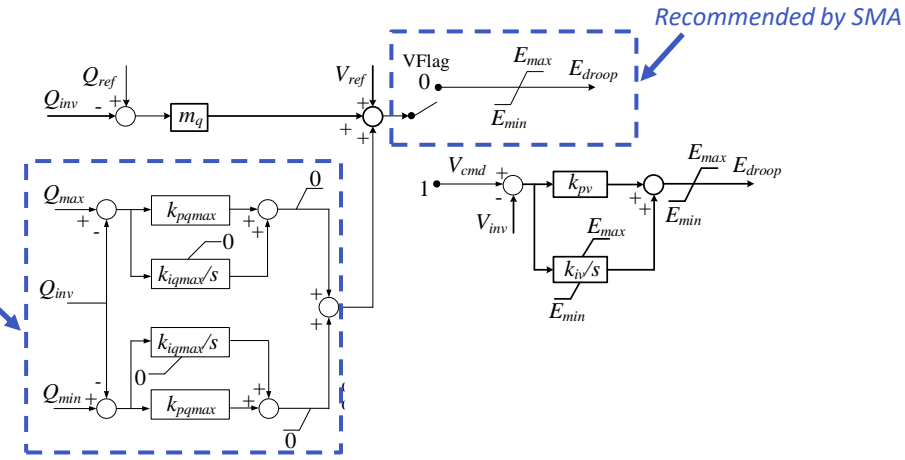 Recommended by SMA
VFlag
0
Emax
Edroop
Emin
Qref
Vref
Qinv
-
+
mq
+
+
+
Vcmd
+
-
1
Vinv
kpv
+
+
Emax
Edroop
Emin
Emax
kiv/s
Emin
Qmax
+
-
kpqmax
+
+
0
0
kiqmax/s
Qinv
+
+
kiqmax/s
0
-
Qmin
+
kpqmax
+
+
0